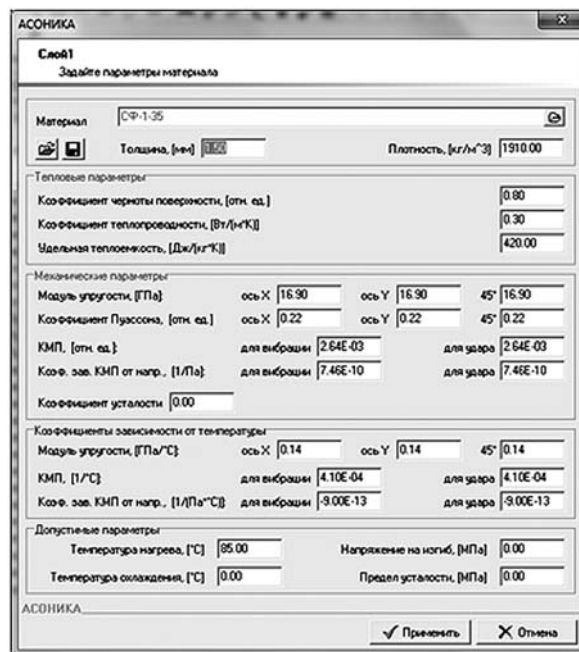 АСОНИКА
Слой1
Задайте параметры материала
Материал СФ-1-35
Толщина, [мм] Плотность, [кг/м^3] 1910.00
Тепловые параметры
Коэффициент черноты поверхности, [отн. ед.] 0.80
Коэффициент теплопроводности, [Вт/(м*К)] 0.30
Удельная теплоемкость, [Дж/(кг*К)] 420.00
Механические параметры
Модуль упругости, [ГПа]: ось X 16.90 ось Y 16.90 45° 16.90
Коэффициент Пуассона, [отн. ед.] ось X 0.22 ось Y 0.22 45° 0.22
КМП, [отн. ед.]: для вибрации 2.64E-03 для удара 2.64E-03
Коэф. зав. КМП от напр., [1/Па]: для вибрации 7.46E-10 для удара 7.46E-10
Коэффициент усталости 0.00
Коэффициенты зависимости от температуры
Модуль упругости, [ГПа/°C]: ось X 0.14 ось Y 0.14 45° 0.14
КМП, [1/°C]: для вибрации 4.10E-04 для удара 4.10E-04
Коэф. зав. КМП от напр., [1/(Па*°C)]: для вибрации -9.00E-13 для удара -9.00E-13
Допустимые параметры
Температура нагрева, [°C] 85.00 Напряжение на изгиб, [МПа] 0.00
Температура охлаждения, [°C] 0.00 Предел усталости, [МПа] 0.00
АСОНИКА
Применить Отмена